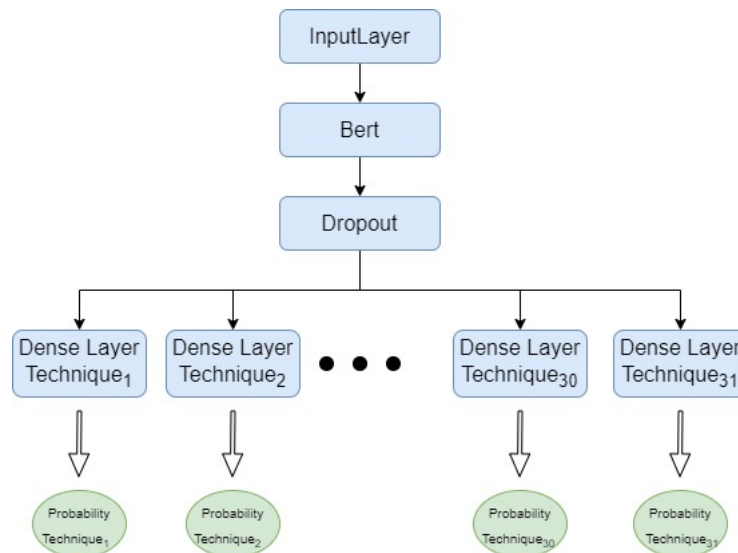 InputLayer
Bert
Dropout
Dense Layer
Technique₁
Dense Layer
Technique₂
Dense Layer
Technique₃₀
Dense Layer
Technique₃₁
Probability
Technique₁
Probability
Technique₂
Probability
Technique₃₀
Probability
Technique₃₁